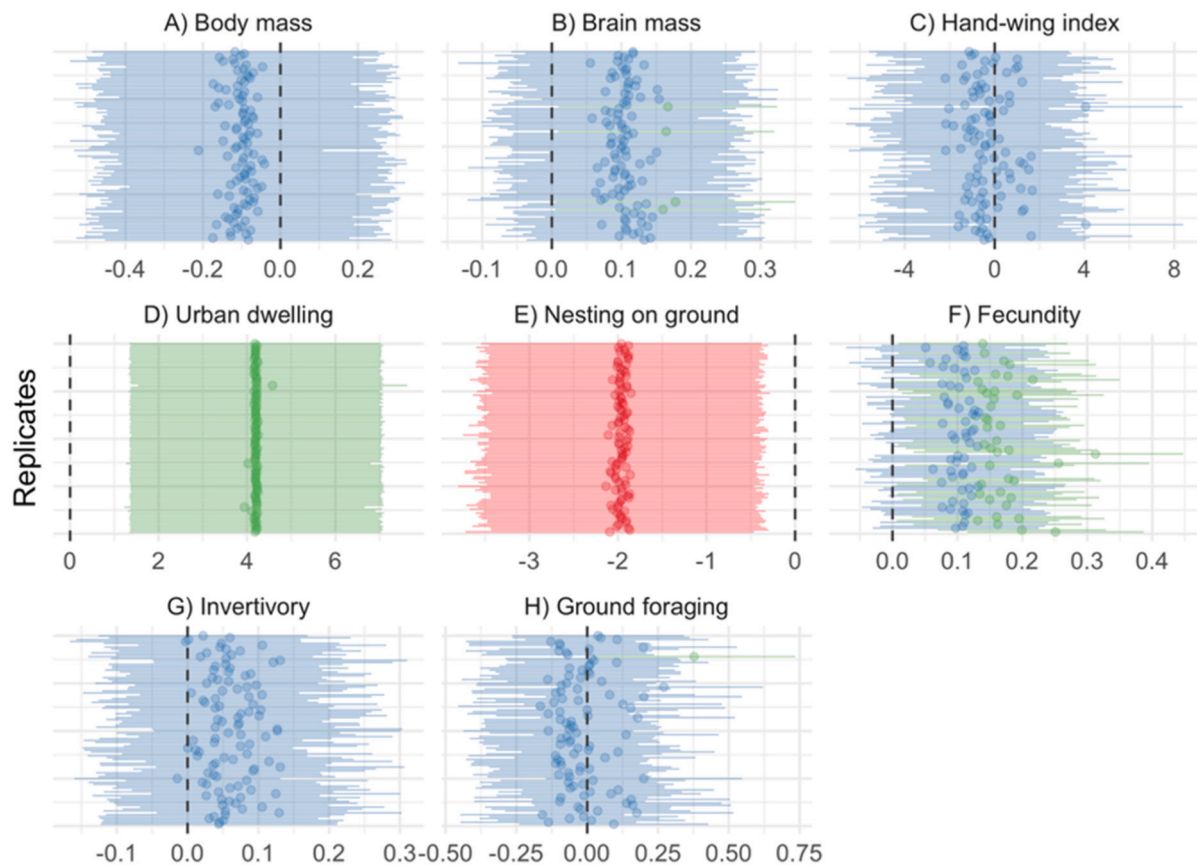 A) Body mass
B) Brain mass
C) Hand-wing index
-0.4 -0.2 0.0 0.2
-0.1 0.0 0.1 0.2 0.3
-4 0 4 8
D) Urban dwelling
E) Nesting on ground
F) Fecundity
Replicates
0 2 4 6
-3 -2 -1 0
0.0 0.1 0.2 0.3 0.4
G) Invertivory
H) Ground foraging
-0.1 0.0 0.1 0.2 0.3
-0.50 -0.25 0.00 0.25 0.50 0.75